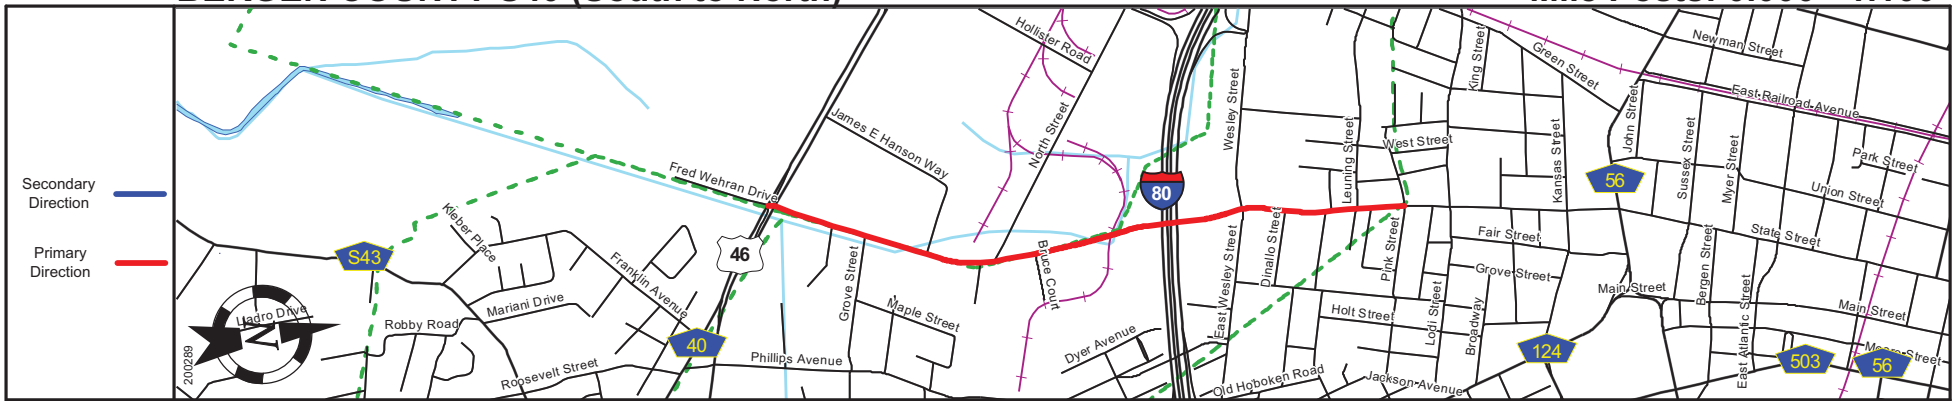 Secondary
Direction
Primary
Direction
200289
Hadro Drive
N
S43
Robby Road
Kleber Place
Mariani Drive
Franklin Avenue
Roosevelt Street
40
46
Fred Wehran Drive
James E Hanson Way
Hollister Road
North Street
Grove Street
Maple Street
Phillips Avenue
Bruce Court
Dyer Avenue
80
Wesley Street
East Wesley Street
Dinallo Street
Old Hoboken Road
Leuning Street
West Street
Pink Street
Holt Street
Jackson Avenue
Lodi Street
Broadway
King Street
Green Street
Kansas Street
Fair Street
Grove Street
124
Main Street
56
John Street
Newman Street
East Railroad Avenue
Sussex Street
Myer Street
Park Street
Union Street
State Street
Bergen Street
East Atlantic Street
Main Street
503
56